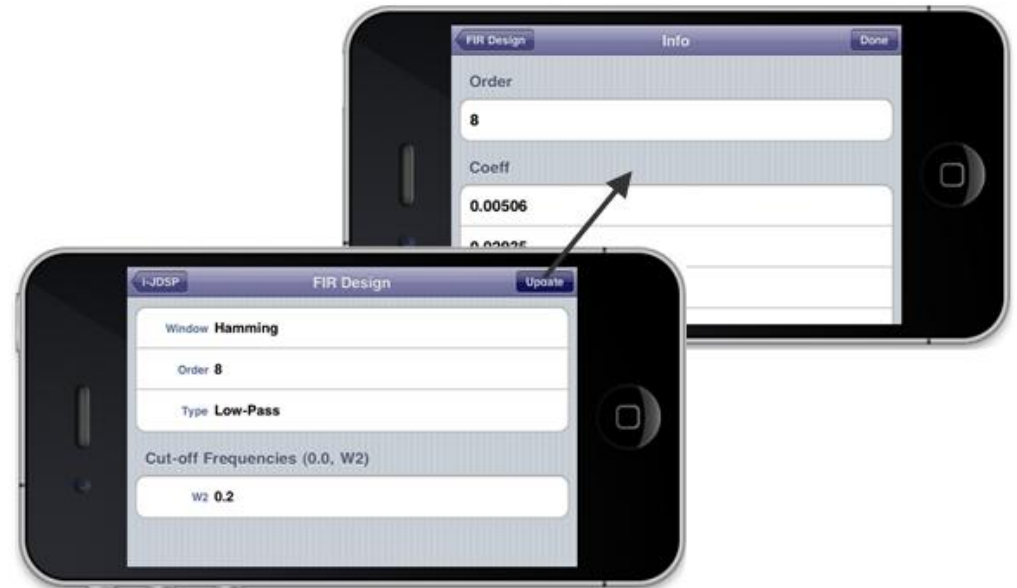 FIR Design
Info
Done
Order
8
Coeff
0.00506
i-JDSP
FIR Design
Update
Window Hamming
Order 8
Type Low-Pass
Cut-off Frequencies (0.0, W2)
W2 0.2